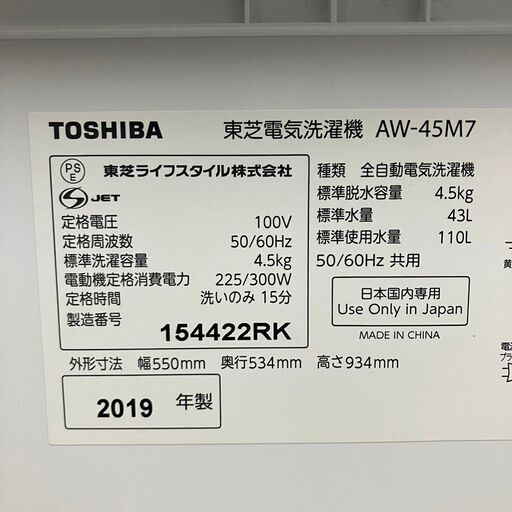 TOSHIBA 東芝電気洗濯機 AW-45M7
PS
E
S JET
東芝ライフスタイル株式会社
定格電圧 100V
定格周波数 50/60Hz
標準洗濯容量 4.5kg
電動機定格消費電力 225/300W
定格時間 洗いのみ 15分
製造番号 154422RK
種類 全自動電気洗濯機
標準脱水容量 4.5kg
標準水量 43L
標準使用水量 110L
50/60Hz 共用
日本国内専用
Use Only in Japan
MADE IN CHINA
外形寸法 幅550mm 奥行534mm 高さ934mm
2019 年製